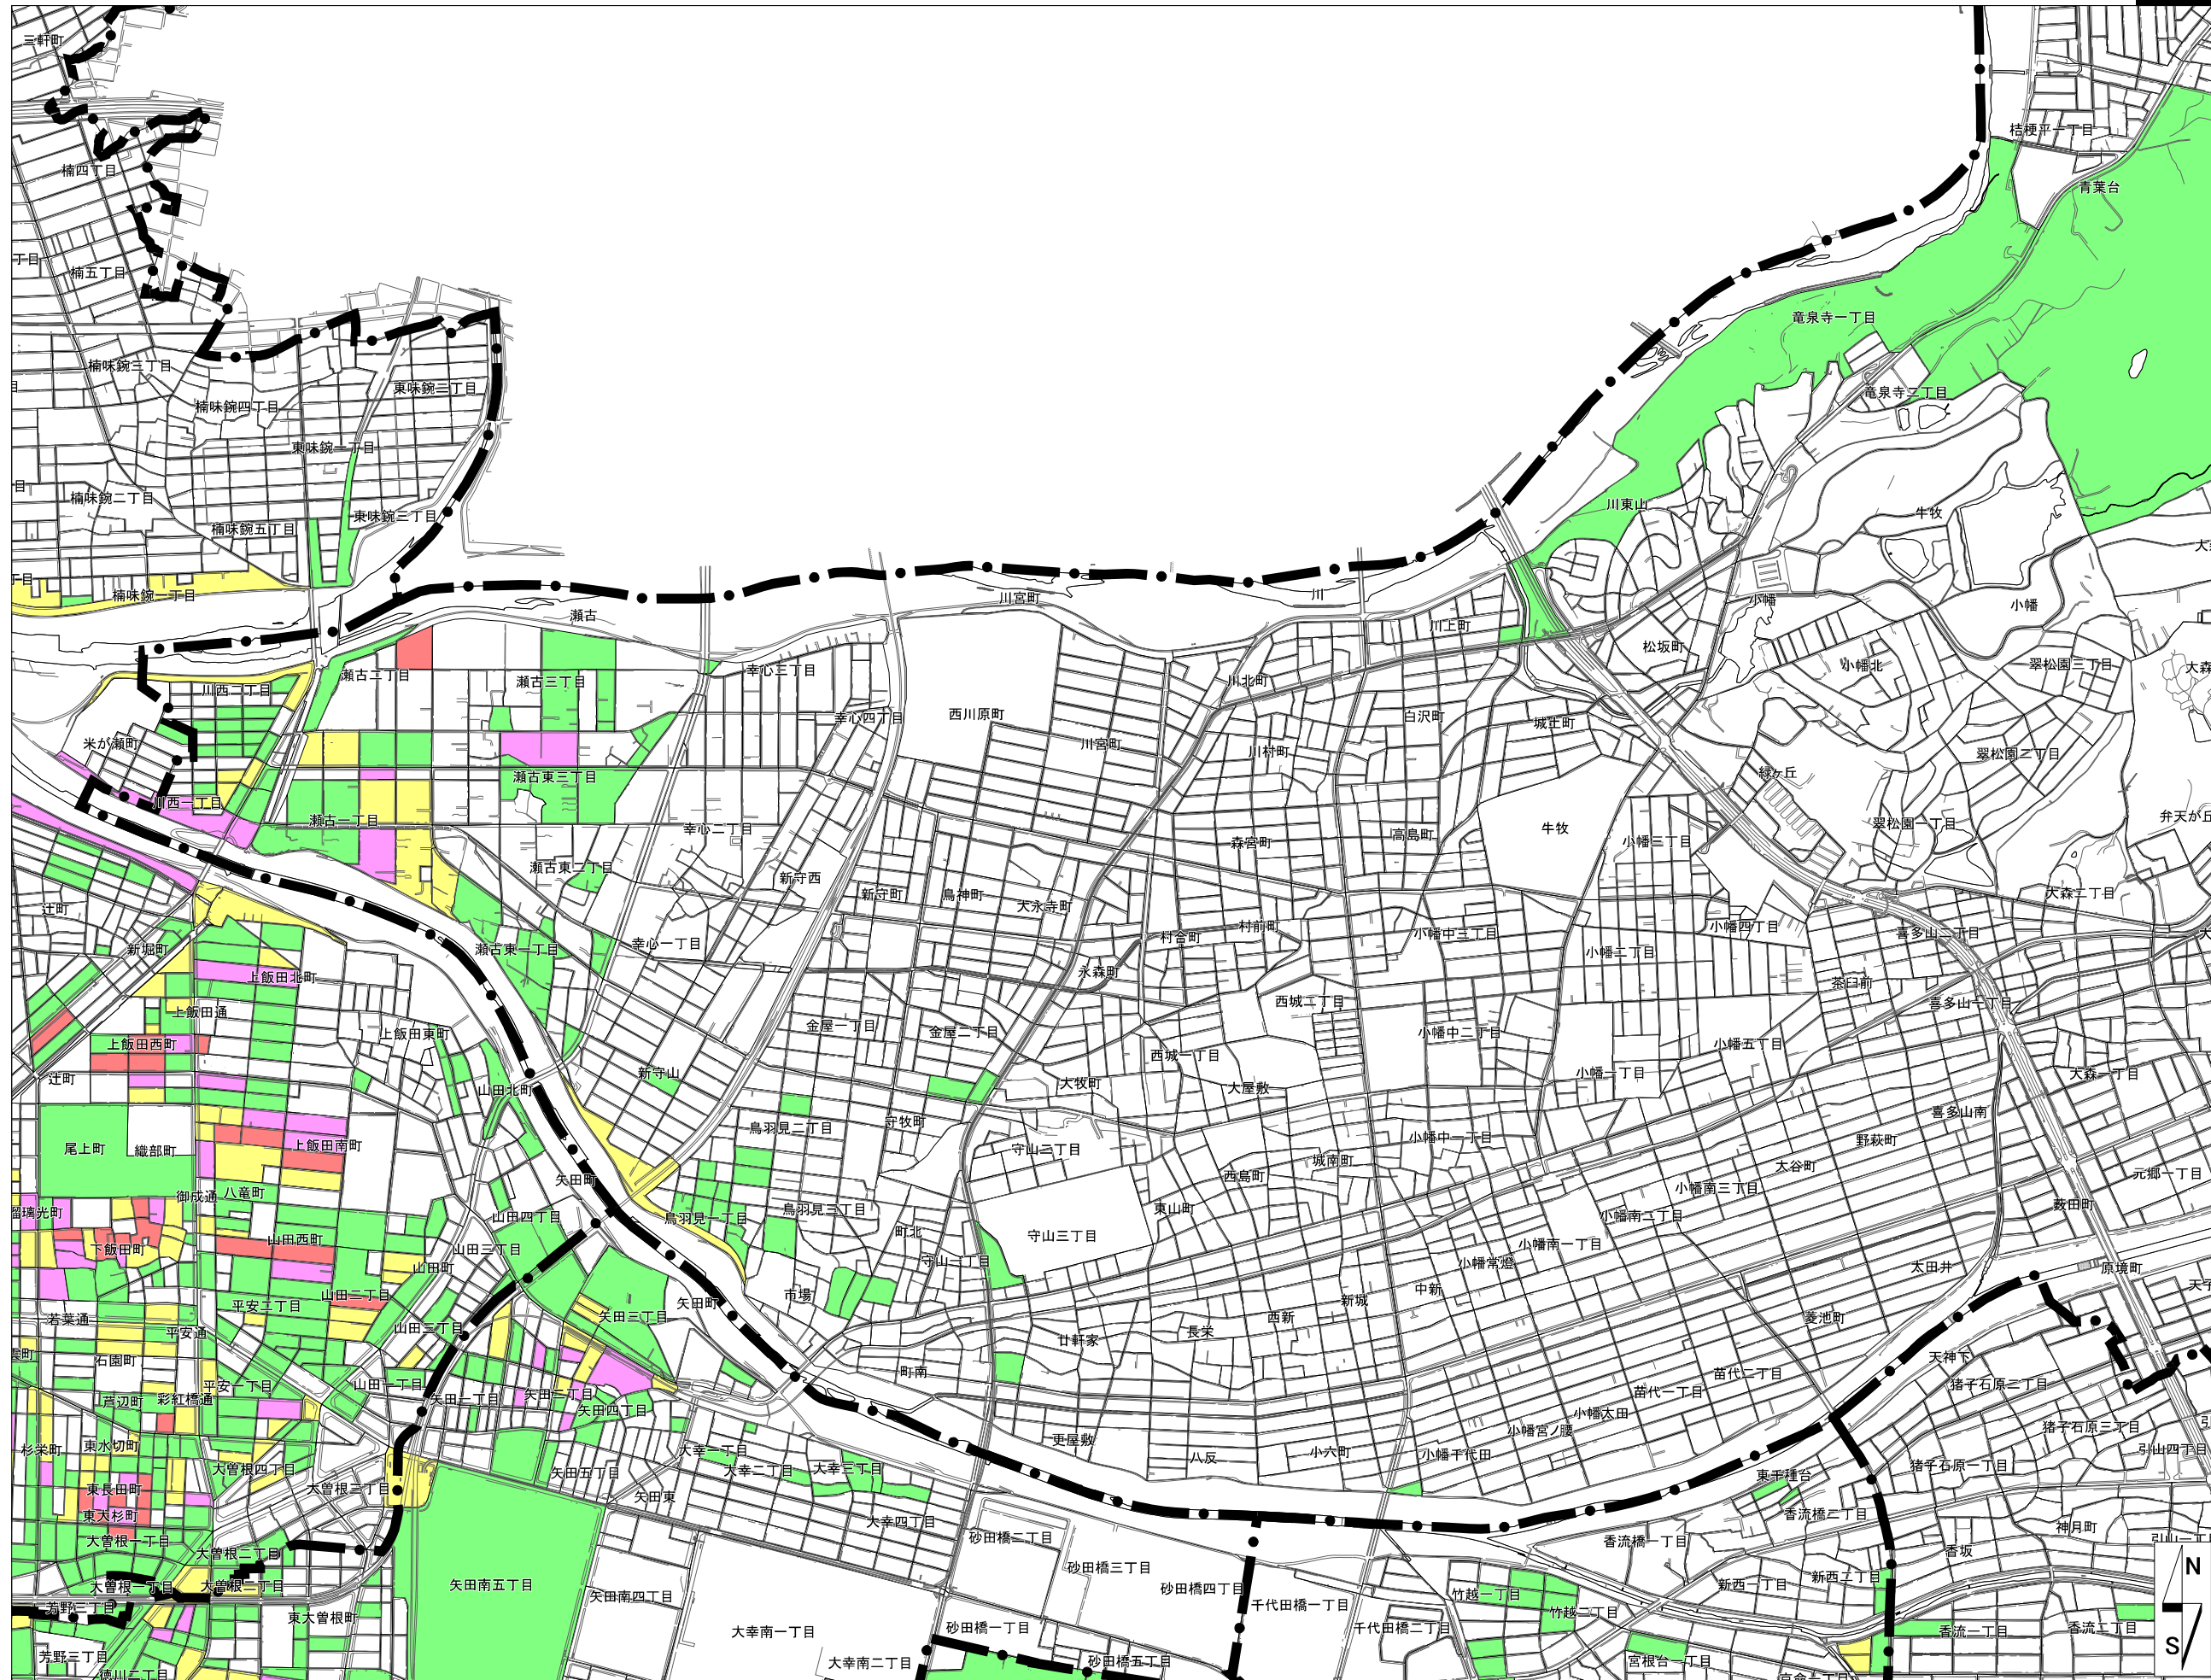 三軒町
桔梗平一丁目
楠四丁目
青葉台
丁目
楠五丁目
竜泉寺一丁目
楠味鋺三丁目
東味鋺二丁目
竜泉寺二丁目
楠味鋺四丁目
東味鋺一丁目
目
楠味鋺二丁目
東味鋺三丁目
川東山
牛牧
楠味鋺五丁目
楠味鋺一丁目
瀬古
川宮町
川
小幡
小幡
川上町
松坂町
瀬古二丁目
瀬古三丁目
幸心三丁目
川北町
小幡北
翠松園三丁目
大森
川西二丁目
幸心四丁目
西川原町
白沢町
城土町
米が瀬町
川宮町
川村町
翠松園二丁目
瀬古東三丁目
緑ヶ丘
川西一丁目
瀬古一丁目
幸心二丁目
森宮町
高島町
牛牧
小幡三丁目
翠松園一丁目
弁天が丘
瀬古東二丁目
新守西
新守町
鳥神町
大永寺町
大森二丁目
辻町
村前町
小幡四丁目
新堀町
瀬古東一丁目
幸心一丁目
村合町
小幡中三丁目
小幡二丁目
喜多山二丁目
上飯田北町
永森町
茶臼前
上飯田通
西城二丁目
喜多山一丁目
上飯田東町
金屋一丁目
金屋二丁目
小幡中二丁目
上飯田西町
西城一丁目
小幡五丁目
辻町
新守山
大牧町
大屋敷
小幡一丁目
大森一丁目
山田北町
喜多山南
尾上町
織部町
上飯田南町
鳥羽見二丁目
守牧町
守山二丁目
小幡中一丁目
野萩町
城南町
大谷町
元郷一丁目
矢田町
西島町
小幡南三丁目
御成通
八竜町
瑠璃光町
山田四丁目
鳥羽見一丁目
鳥羽見三丁目
東山町
小幡南二丁目
薮田町
下飯田町
山田西町
山田三丁目
町北
守山三丁目
小幡南一丁目
山田町
守山一丁目
小幡常燈
太田井
原境町
平安二丁目
山田二丁目
矢田町
市場
新城
中新
若葉通
平安通
山田三丁目
矢田三丁目
西新
菱池町
石園町
廿軒家
長栄
天神下
平安一丁目
山田一丁目
町南
苗代二丁目
猪子石原二丁目
芦辺町
彩紅橋通
矢田一丁目
矢田二丁目
苗代一丁目
矢田四丁目
小幡太田
猪子石原三丁目
杉栄町
東水切町
大幸一丁目
更屋敷
八反
小六町
小幡千代田
小幡宮ノ腰
引山四丁目
大曽根四丁目
矢田五丁目
大幸二丁目
大幸三丁目
猪子石原一丁目
東長田町
大曽根三丁目
矢田東
東千種台
東大杉町
大幸四丁目
香流橋二丁目
大曽根一丁目
砂田橋二丁目
香流橋一丁目
神月町
大曽根二丁目
砂田橋三丁目
香坂
大曽根一丁目
大曽根二丁目
矢田南五丁目
矢田南四丁目
砂田橋四丁目
竹越一丁目
新西一丁目
新西二丁目
N
芳野三丁目
東大曽根町
千代田橋一丁目
竹越二丁目
大幸南一丁目
砂田橋一丁目
千代田橋二丁目
香流一丁目
香流二丁目
S
芳野三丁目
大幸南二丁目
砂田橋五丁目
宮根台一丁目
徳川二丁目